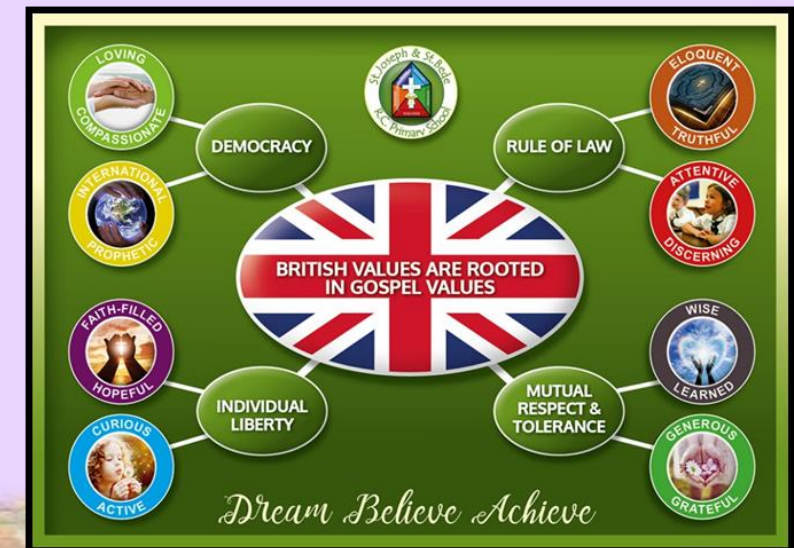 St.Joseph & St.Bede
R.C. Primary School
LOVING
COMPASSIONATE
INTERNATIONAL
PROPHETIC
DEMOCRACY
RULE OF LAW
ELOQUENT
TRUTHFUL
ATTENTIVE
DISCERNING
BRITISH VALUES ARE ROOTED
IN GOSPEL VALUES
FAITH-FILLED
HOPEFUL
CURIOUS
ACTIVE
INDIVIDUAL
LIBERTY
MUTUAL
RESPECT &
TOLERANCE
WISE
LEARNED
GENEROUS
GRATEFUL
Dream Believe Achieve